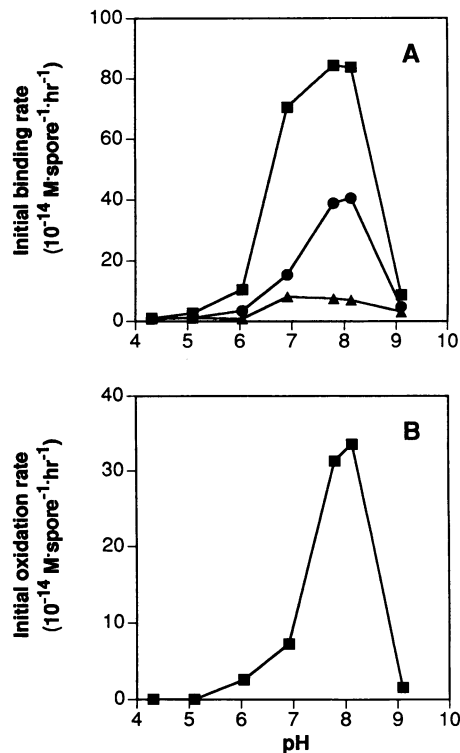 A
Initial binding rate
(10⁻¹⁴ M·spore⁻¹·hr⁻¹)
100
80
60
40
20
0
4 5 6 7 8 9 10
B
Initial oxidation rate
(10⁻¹⁴ M·spore⁻¹·hr⁻¹)
40
30
20
10
0
4 5 6 7 8 9 10
pH